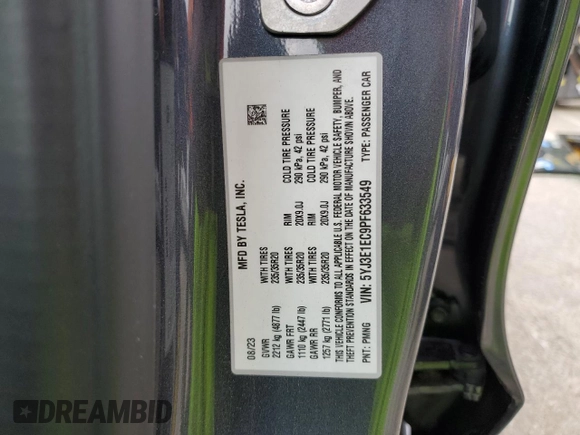 MFD BY TESLA, INC.
08/23
GVWR WITH TIRES RIM COLD TIRE PRESSURE
2212 kg (4877 lb) 235/35R20 20X9.0J 290 kPa, 42 psi
GAWR FRT WITH TIRES RIM COLD TIRE PRESSURE
1110 kg (2447 lb) 235/35R20 20X9.0J 290 kPa, 42 psi
GAWR RR
1257 kg (2771 lb) 235/35R20
THIS VEHICLE CONFORMS TO ALL APPLICABLE U.S. FEDERAL MOTOR VEHICLE SAFETY, BUMPER, AND
THEFT PREVENTION STANDARDS IN EFFECT ON THE DATE OF MANUFACTURE SHOWN ABOVE.
PNT: PMNG VIN: 5YJ3E1EC9PF633549 TYPE: PASSENGER CAR
DREAMBID